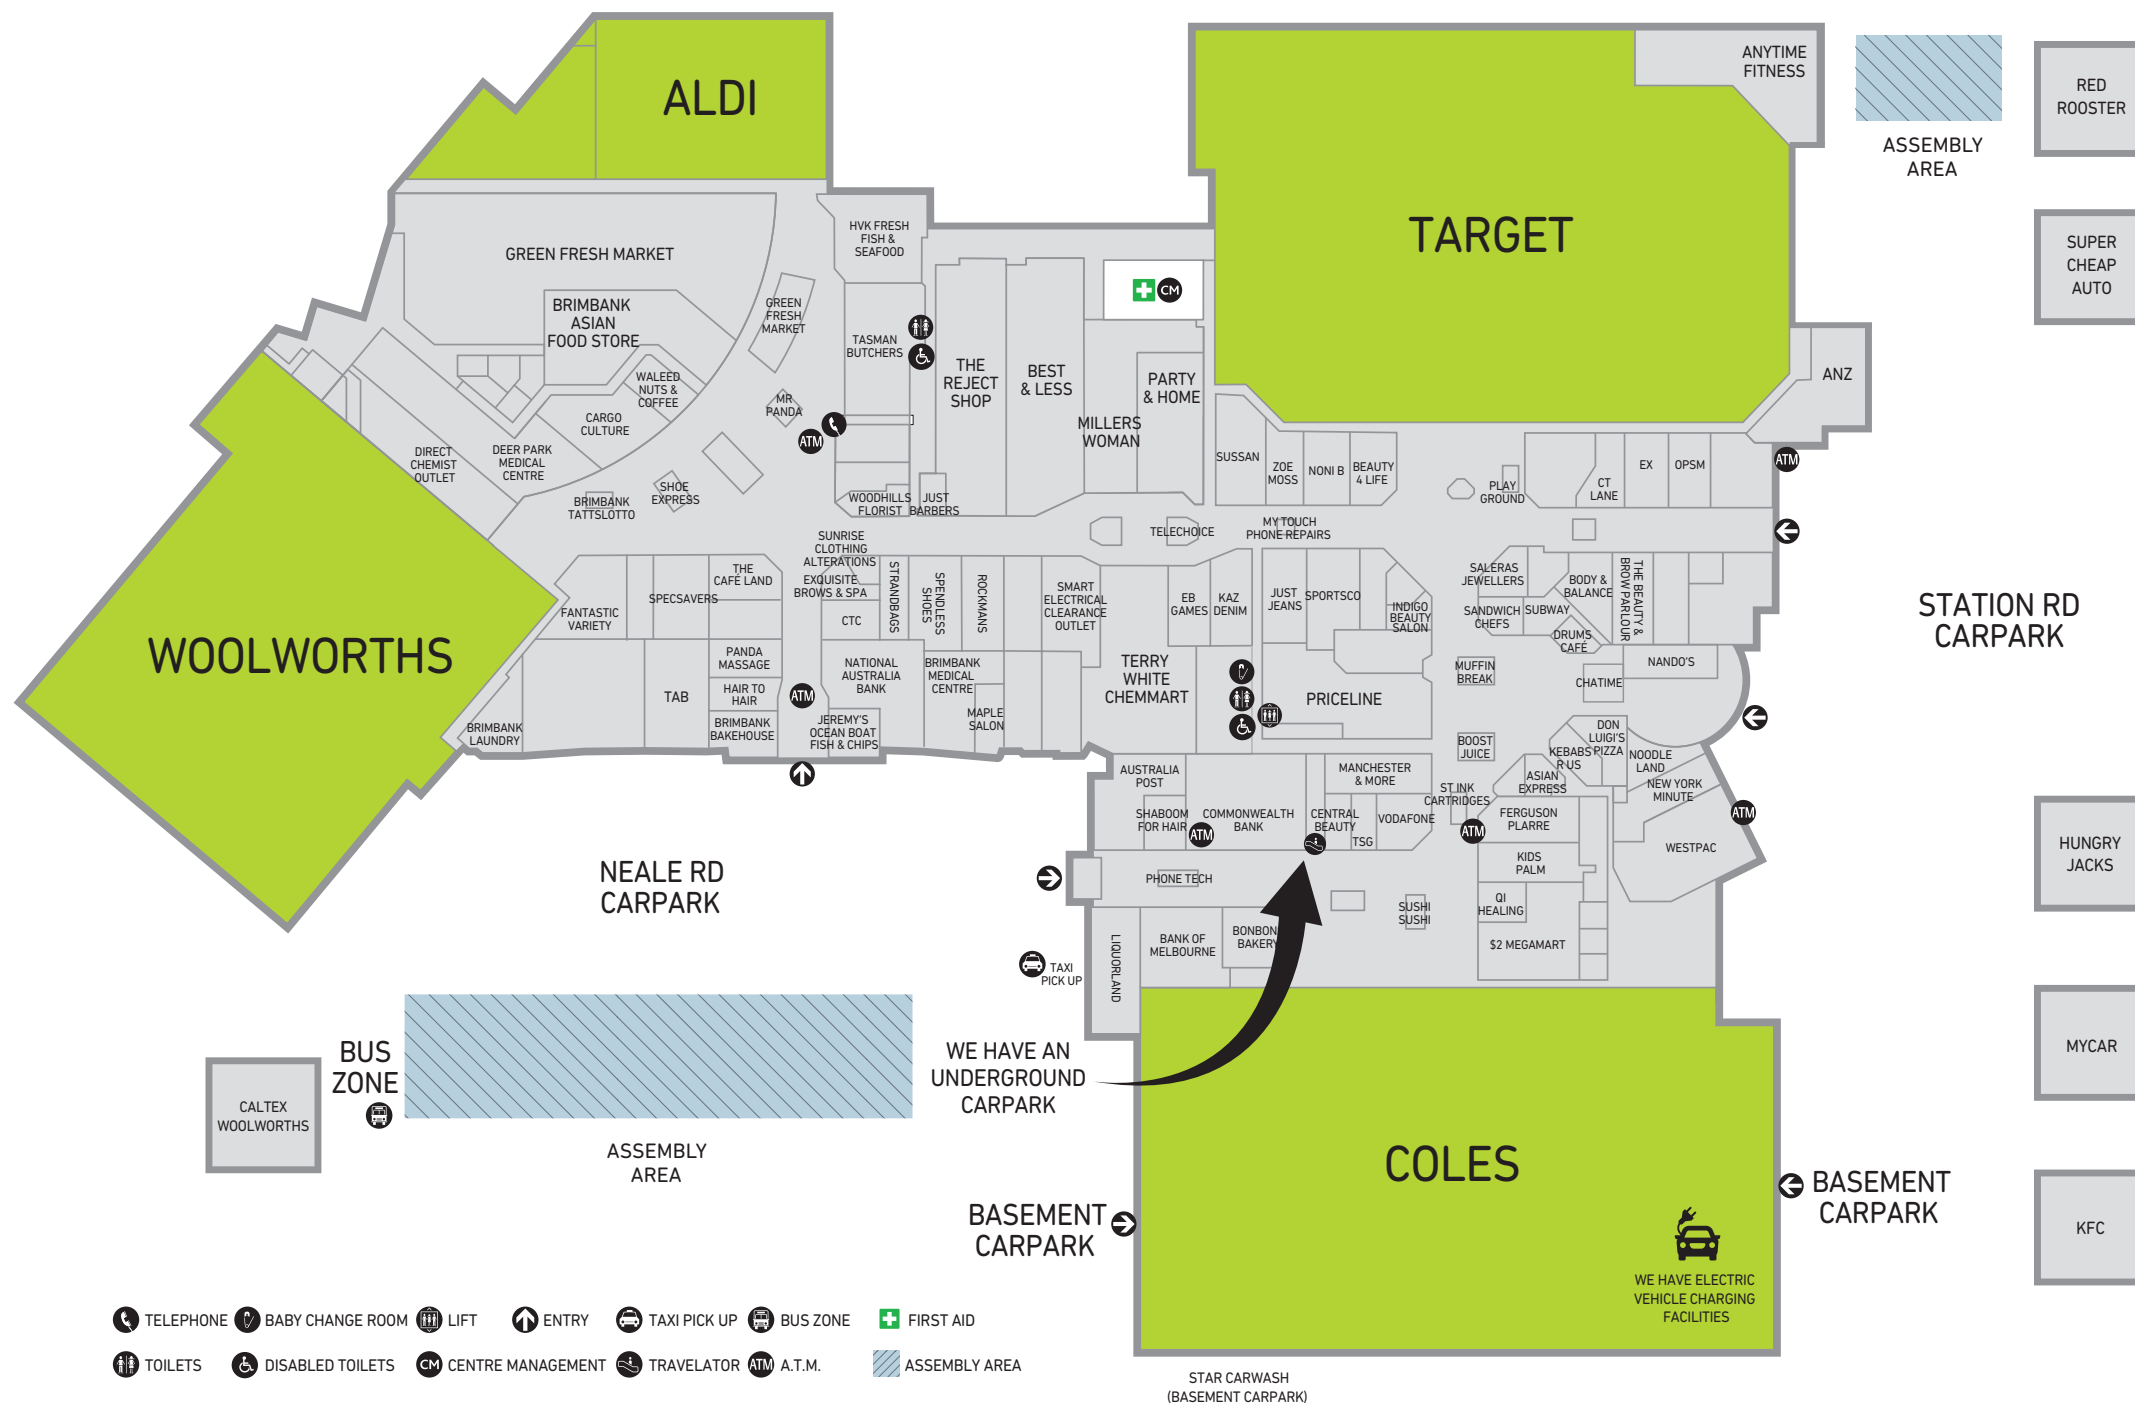 ALDI
TARGET
ANYTIME
FITNESS
ASSEMBLY
AREA
RED
ROOSTER
SUPER
CHEAP
AUTO
GREEN FRESH MARKET
BRIMBANK
ASIAN
FOOD STORE
HVK FRESH
FISH &
SEAFOOD
GREEN
FRESH
MARKET
TASMAN
BUTCHERS
WALEED
NUTS &
COFFEE
MR
PANDA
CARGO
CULTURE
DEER PARK
MEDICAL
CENTRE
DIRECT
CHEMIST
OUTLET
ATM
THE
REJECT
SHOP
BEST
& LESS
CM
PARTY
& HOME
MILLERS
WOMAN
SUSSAN
ZOE
MOSS
NONI B
BEAUTY
4 LIFE
ANZ
PLAY
GROUND
CT
LANE
EX
OPSM
ATM
BRIMBANK
TATTSLOTTO
SHOE
EXPRESS
WOODHILLS
FLORIST
JUST
BARBERS
TELECHOICE
MY TOUCH
PHONE REPAIRS
WOOLWORTHS
FANTASTIC
VARIETY
SPECSAVERS
THE
CAFÉ LAND
SUNRISE
CLOTHING
ALTERATIONS
EXQUISITE
BROWS & SPA
CTC
STRANDBAGS
SPENDLESS
SHOES
ROCKMANS
SMART
ELECTRICAL
CLEARANCE
OUTLET
EB
GAMES
KAZ
DENIM
JUST
JEANS
SPORTSCO
INDIGO
BEAUTY
SALON
SALERAS
JEWELLERS
SANDWICH
CHEFS
SUBWAY
BODY &
BALANCE
THE BEAUTY &
BROW PARLOUR
DRUMS
CAFÉ
NANDO'S
CHATIME
MUFFIN
BREAK
STATION RD
CARPARK
BRIMBANK
LAUNDRY
TAB
PANDA
MASSAGE
HAIR TO
HAIR
BRIMBANK
BAKEHOUSE
ATM
NATIONAL
AUSTRALIA
BANK
JEREMY'S
OCEAN BOAT
FISH & CHIPS
BRIMBANK
MEDICAL
CENTRE
MAPLE
SALON
TERRY
WHITE
CHEMMART
PRICELINE
BOOST
JUICE
DON
LUIGI'S
PIZZA
KEBABS
R US
NOODLE
LAND
NEW YORK
MINUTE
ASIAN
EXPRESS
ST INK
CARTRIDGES
ATM
FERGUSON
PLARRE
WESTPAC
ATM
KIDS
PALM
QI
HEALING
$2 MEGAMART
AUSTRALIA
POST
SHABOOM
FOR HAIR
ATM
COMMONWEALTH
BANK
CENTRAL
BEAUTY
MANCHESTER
& MORE
TSG
VODAFONE
PHONE TECH
SUSHI
SUSHI
LIQUORLAND
BANK OF
MELBOURNE
BONBON
BAKERY
HUNGRY
JACKS
MYCAR
KFC
NEALE RD
CARPARK
TAXI
PICK UP
BUS
ZONE
CALTEX
WOOLWORTHS
ASSEMBLY
AREA
WE HAVE AN
UNDERGROUND
CARPARK
COLES
BASEMENT
CARPARK
BASEMENT
CARPARK
WE HAVE ELECTRIC
VEHICLE CHARGING
FACILITIES
STAR CARWASH
(BASEMENT CARPARK)
TELEPHONE BABY CHANGE ROOM LIFT ENTRY TAXI PICK UP BUS ZONE FIRST AID
TOILETS DISABLED TOILETS CM CENTRE MANAGEMENT TRAVELATOR ATM A.T.M. ASSEMBLY AREA